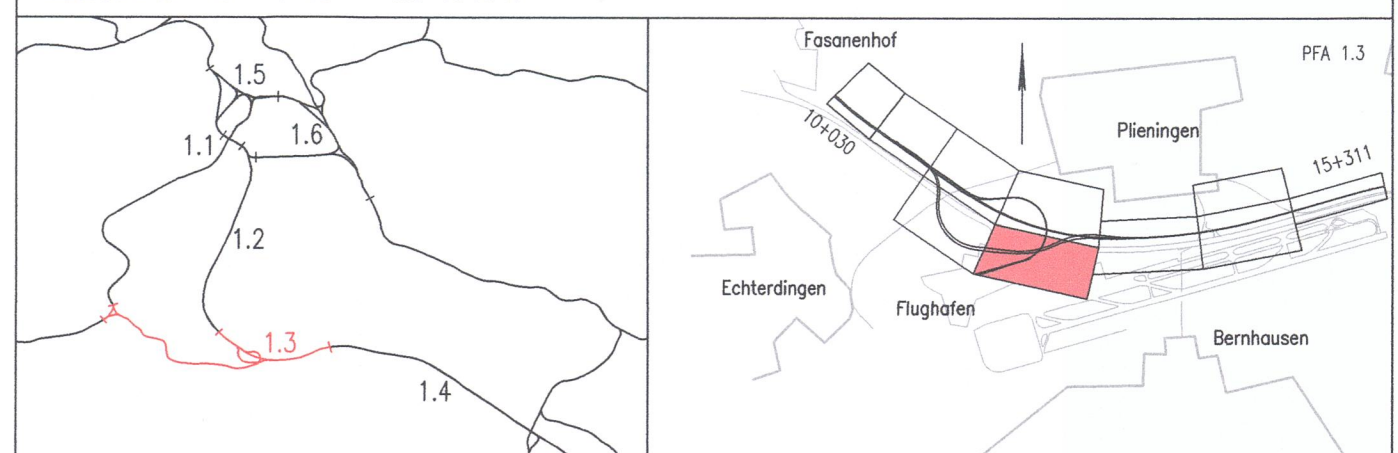 1.5
1.1
1.6
1.2
1.3
1.4
Fasanenhof
PFA 1.3
10+030
Plieningen
15+311
Echterdingen
Flughafen
Bernhausen